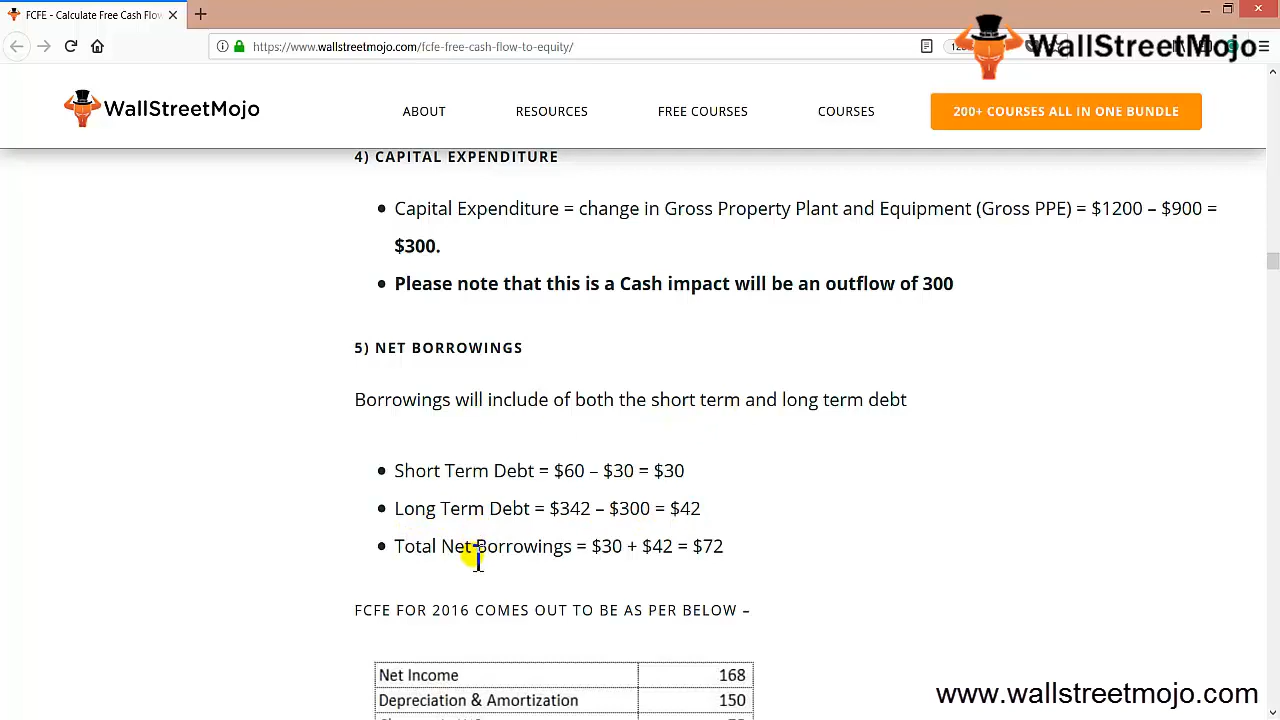 FCFE - Calculate Free Cash Flow
https://www.wallstreetmojo.com/fcfe-free-cash-flow-to-equity/
WallStreetMojo
WallStreetMojo
ABOUT
RESOURCES
FREE COURSES
COURSES
200+ COURSES ALL IN ONE BUNDLE
4) CAPITAL EXPENDITURE
Capital Expenditure = change in Gross Property Plant and Equipment (Gross PPE) = $1200 – $900 =
$300.
Please note that this is a Cash impact will be an outflow of 300
5) NET BORROWINGS
Borrowings will include of both the short term and long term debt
Short Term Debt = $60 – $30 = $30
Long Term Debt = $342 – $300 = $42
Total Net Borrowings = $30 + $42 = $72
FCFE FOR 2016 COMES OUT TO BE AS PER BELOW –
Net Income 168
Depreciation & Amortization 150
www.wallstreetmojo.com